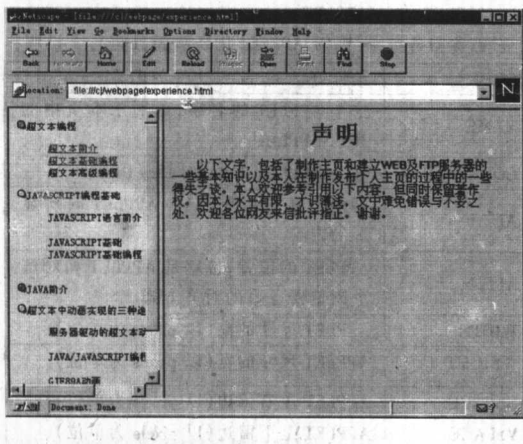 Netscape - [file:///c|/webpage/experience.html]
File Edit View Go Bookmarks Options Directory Window Help
Back Forward Home Edit Reload Images Open Print Find Stop
Location: file:///c|/webpage/experience.html
N
超文本编程
超文本简介
超文本基础编程
超文本高级编程
JAVASCRIPT编程基础
JAVASCRIPT语言简介
JAVASCRIPT基础
JAVASCRIPT基础编程
JAVA简介
超文本中动画实现的三种途
服务器驱动的超文本动
JAVA/JAVASCRIPT编程
声明
以下文字，包括了制作主页和建立WEB及FTP服务器的
一些基本知识以及本人在制作发布个人主页的过程中的一些
得失之谈。本人欢迎参考引用以下内容，但同时保留著作
权。因本人水平有限，才识薄浅。文中难免错误与不妥之
处，欢迎各位网友来信批评指正。谢谢。
Document: Done